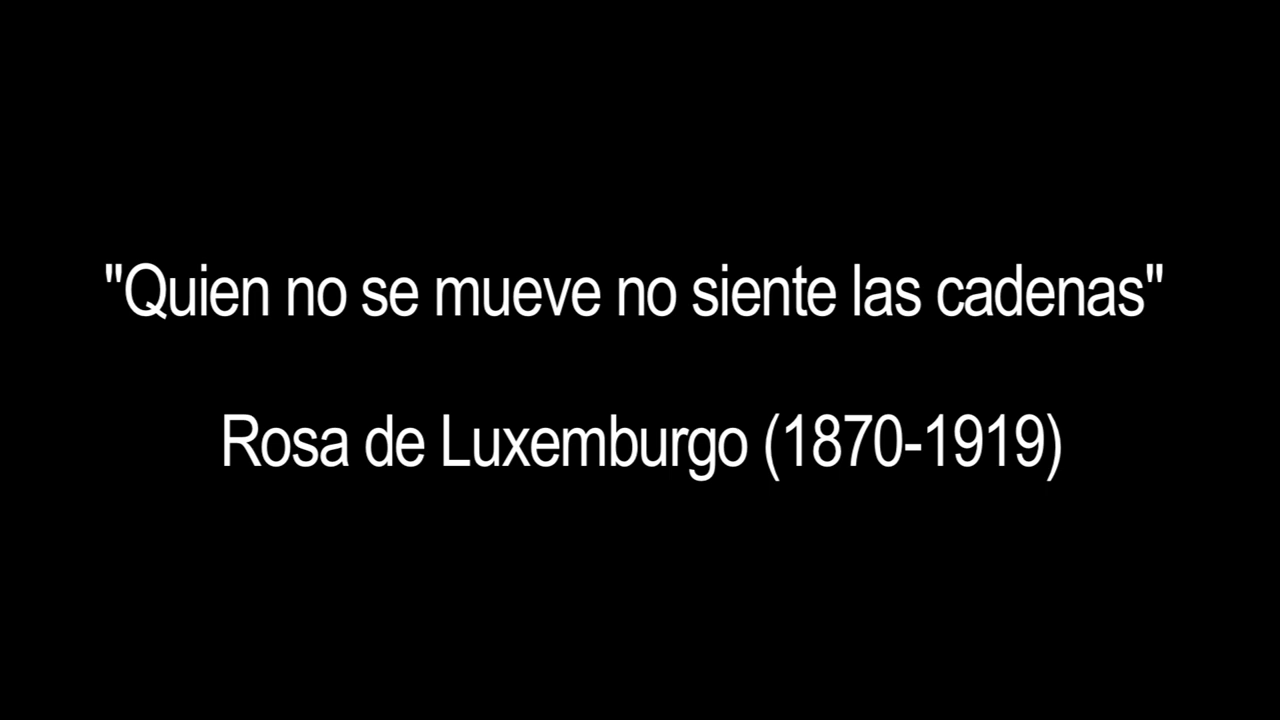 "Quien no se mueve no siente las cadenas"
Rosa de Luxemburgo (1870-1919)